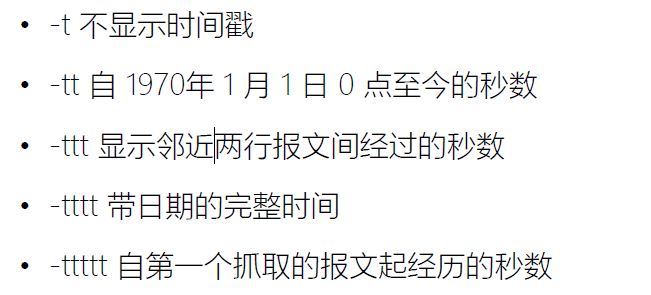 • -t 不显示时间戳
• -tt 自 1970年 1 月 1 日 0 点至今的秒数
• -ttt 显示邻近两行报文间经过的秒数
• -tttt 带日期的完整时间
• -ttttt 自第一个抓取的报文起经历的秒数